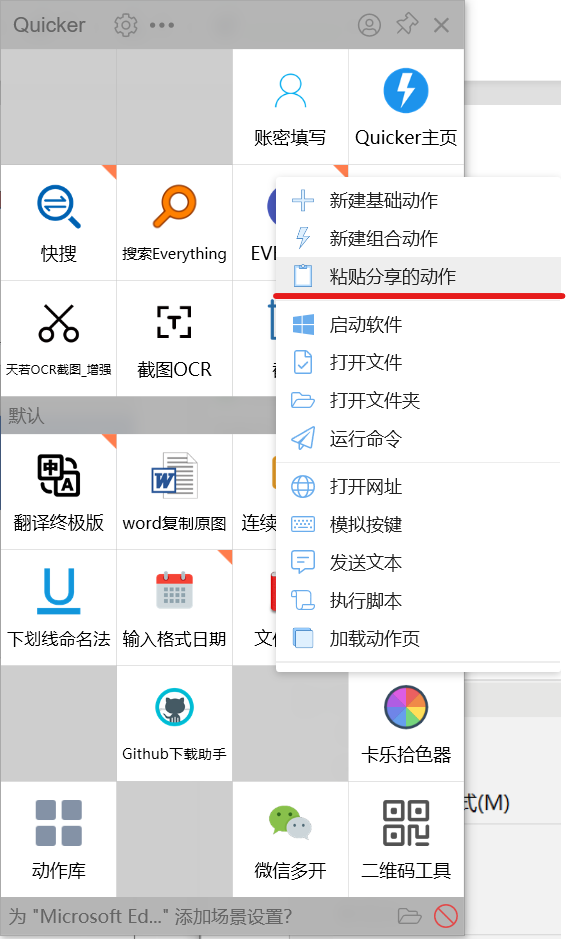 Quicker
账密填写
Quicker主页
快搜
搜索Everything
EVE
天若OCR截图_增强
截图OCR
默认
翻译终极版
word复制原图
连续
下划线命名法
输入格式日期
Github下载助手
卡乐拾色器
动作库
微信多开
二维码工具
为 "Microsoft Ed..." 添加场景设置?
新建基础动作
新建组合动作
粘贴分享的动作
启动软件
打开文件
打开文件夹
运行命令
打开网址
模拟按键
发送文本
执行脚本
加载动作页
式(M)